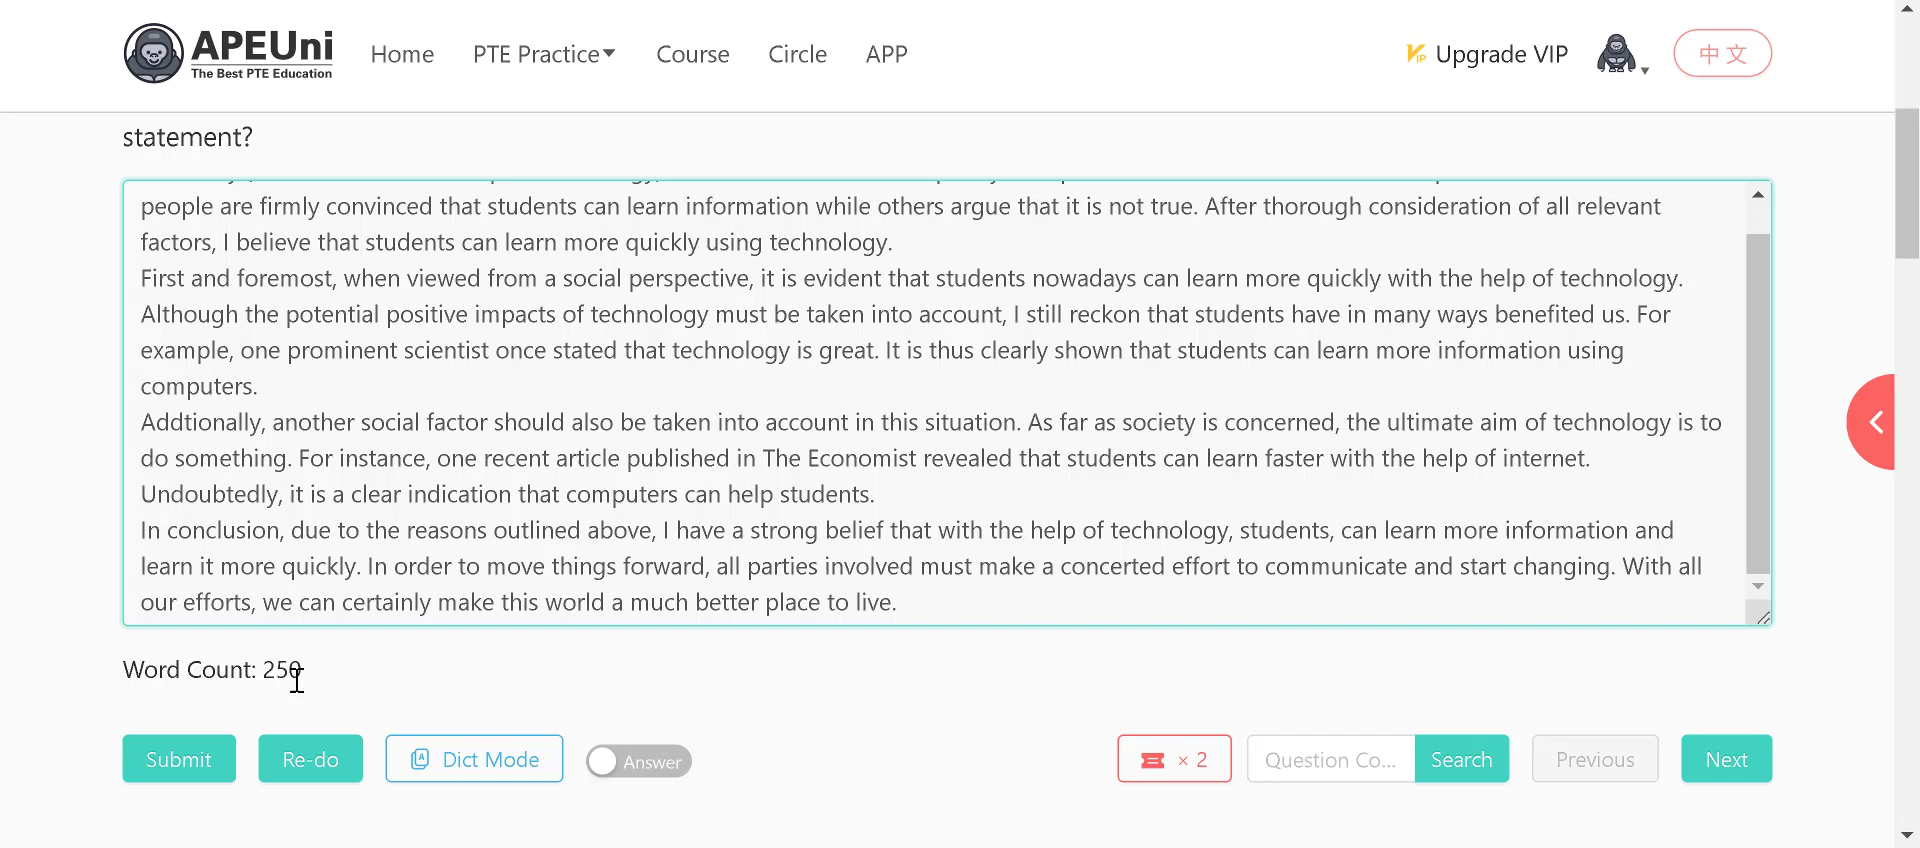 APEUni
The Best PTE Education
Home
PTE Practice
Course
Circle
APP
VIP
Upgrade VIP
中文
statement?
people are firmly convinced that students can learn information while others argue that it is not true. After thorough consideration of all relevant
factors, I believe that students can learn more quickly using technology.
First and foremost, when viewed from a social perspective, it is evident that students nowadays can learn more quickly with the help of technology.
Although the potential positive impacts of technology must be taken into account, I still reckon that students have in many ways benefited us. For
example, one prominent scientist once stated that technology is great. It is thus clearly shown that students can learn more information using
computers.
Addtionally, another social factor should also be taken into account in this situation. As far as society is concerned, the ultimate aim of technology is to
do something. For instance, one recent article published in The Economist revealed that students can learn faster with the help of internet.
Undoubtedly, it is a clear indication that computers can help students.
In conclusion, due to the reasons outlined above, I have a strong belief that with the help of technology, students, can learn more information and
learn it more quickly. In order to move things forward, all parties involved must make a concerted effort to communicate and start changing. With all
our efforts, we can certainly make this world a much better place to live.
Word Count: 250
Submit
Re-do
A
Dict Mode
Answer
× 2
Question Co...
Search
Previous
Next